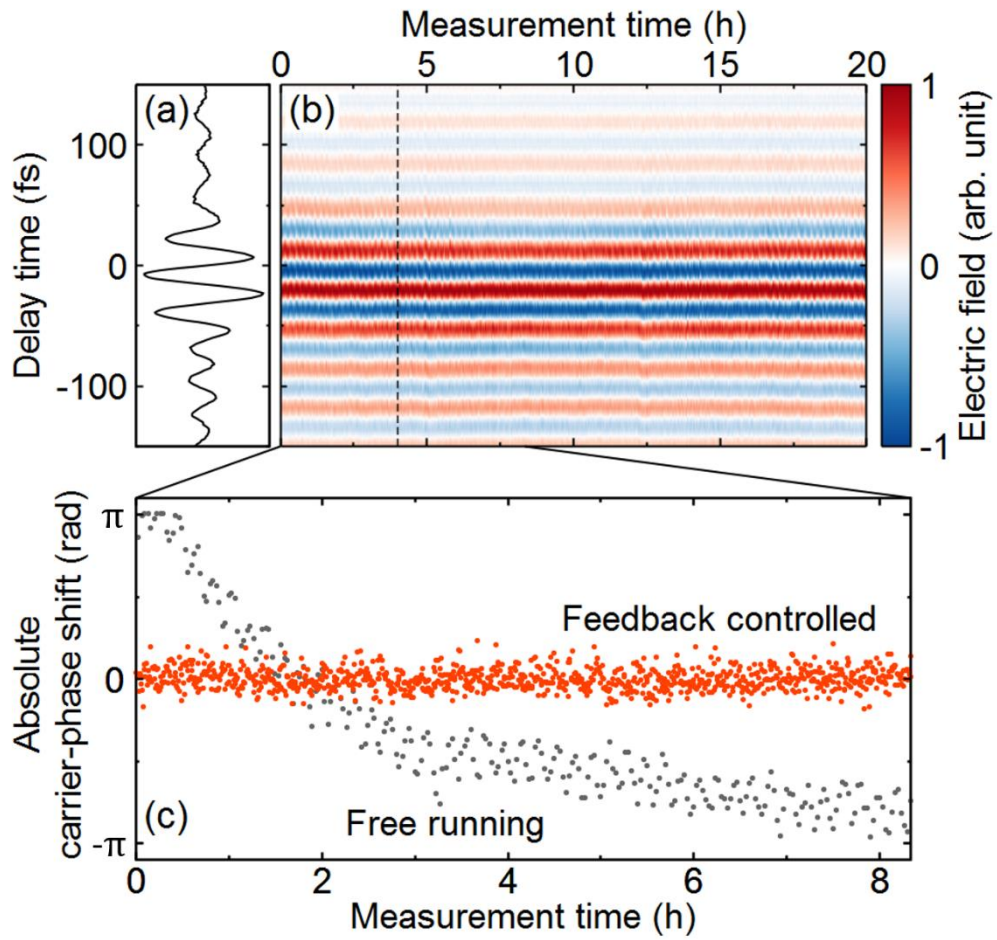 Measurement time (h)
0 5 10 15 20
(a) (b)
Delay time (fs)
100
0
-100
1
0
-1
Electric field (arb. unit)
Absolute
carrier-phase shift (rad)
π
0
-π
Feedback controlled
Free running
(c)
0 2 4 6 8
Measurement time (h)